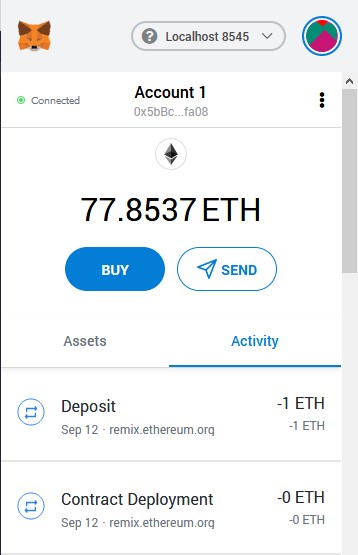 ? Localhost 8545
Connected
Account 1
0x5bBc...fa08
77.8537 ETH
BUY
SEND
Assets
Activity
Deposit
-1 ETH
Sep 12 · remix.ethereum.org
-1 ETH
Contract Deployment
-0 ETH
Sep 12 · remix.ethereum.org
-0 ETH